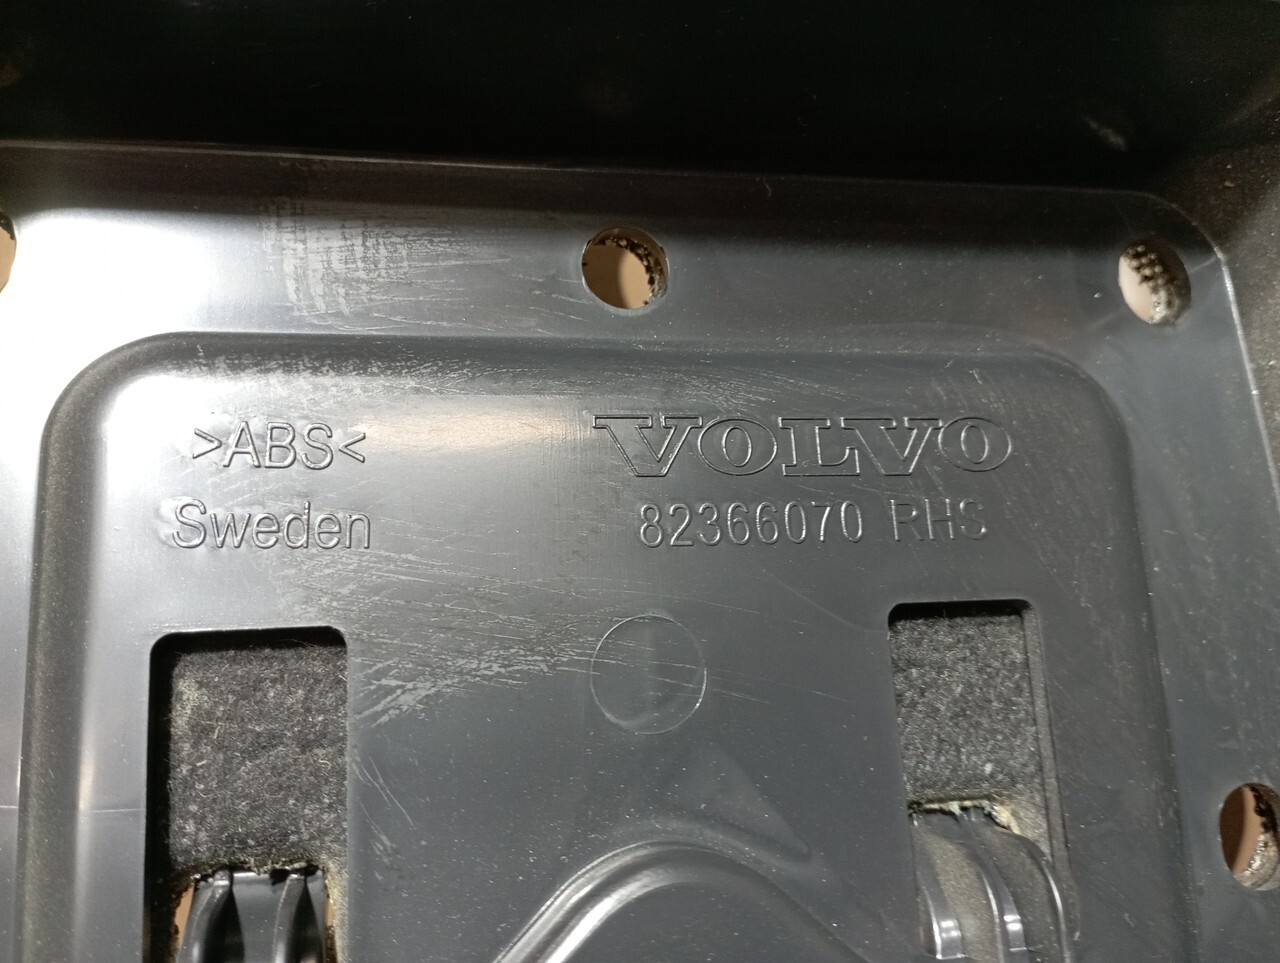 >ABS<
Sweden
VOLVO
82366070 RHS